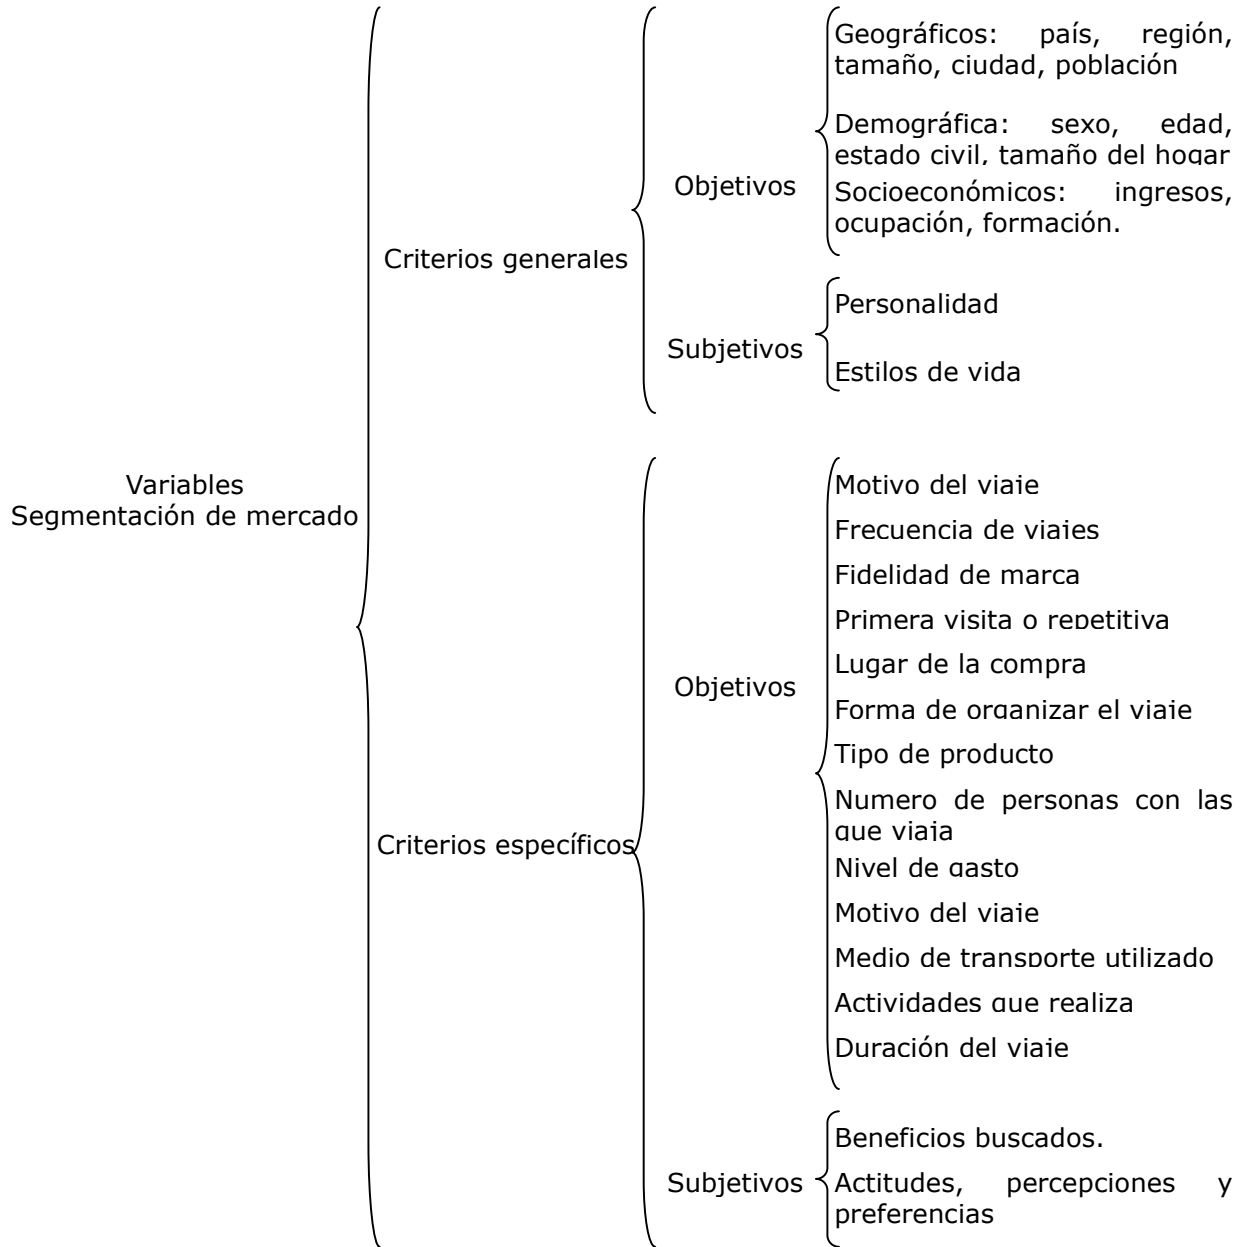 Variables
Segmentación de mercado
Criterios generales
Objetivos
Geográficos: país, región,
tamaño, ciudad, población
Demográfica: sexo, edad,
estado civil, tamaño del hogar
Socioeconómicos: ingresos,
ocupación, formación.
Subjetivos
Personalidad
Estilos de vida
Criterios específicos
Objetivos
Motivo del viaje
Frecuencia de viajes
Fidelidad de marca
Primera visita o repetitiva
Lugar de la compra
Forma de organizar el viaje
Tipo de producto
Numero de personas con las
que viaja
Nivel de gasto
Motivo del viaje
Medio de transporte utilizado
Actividades que realiza
Duración del viaje
Subjetivos
Beneficios buscados.
Actitudes, percepciones y
preferencias